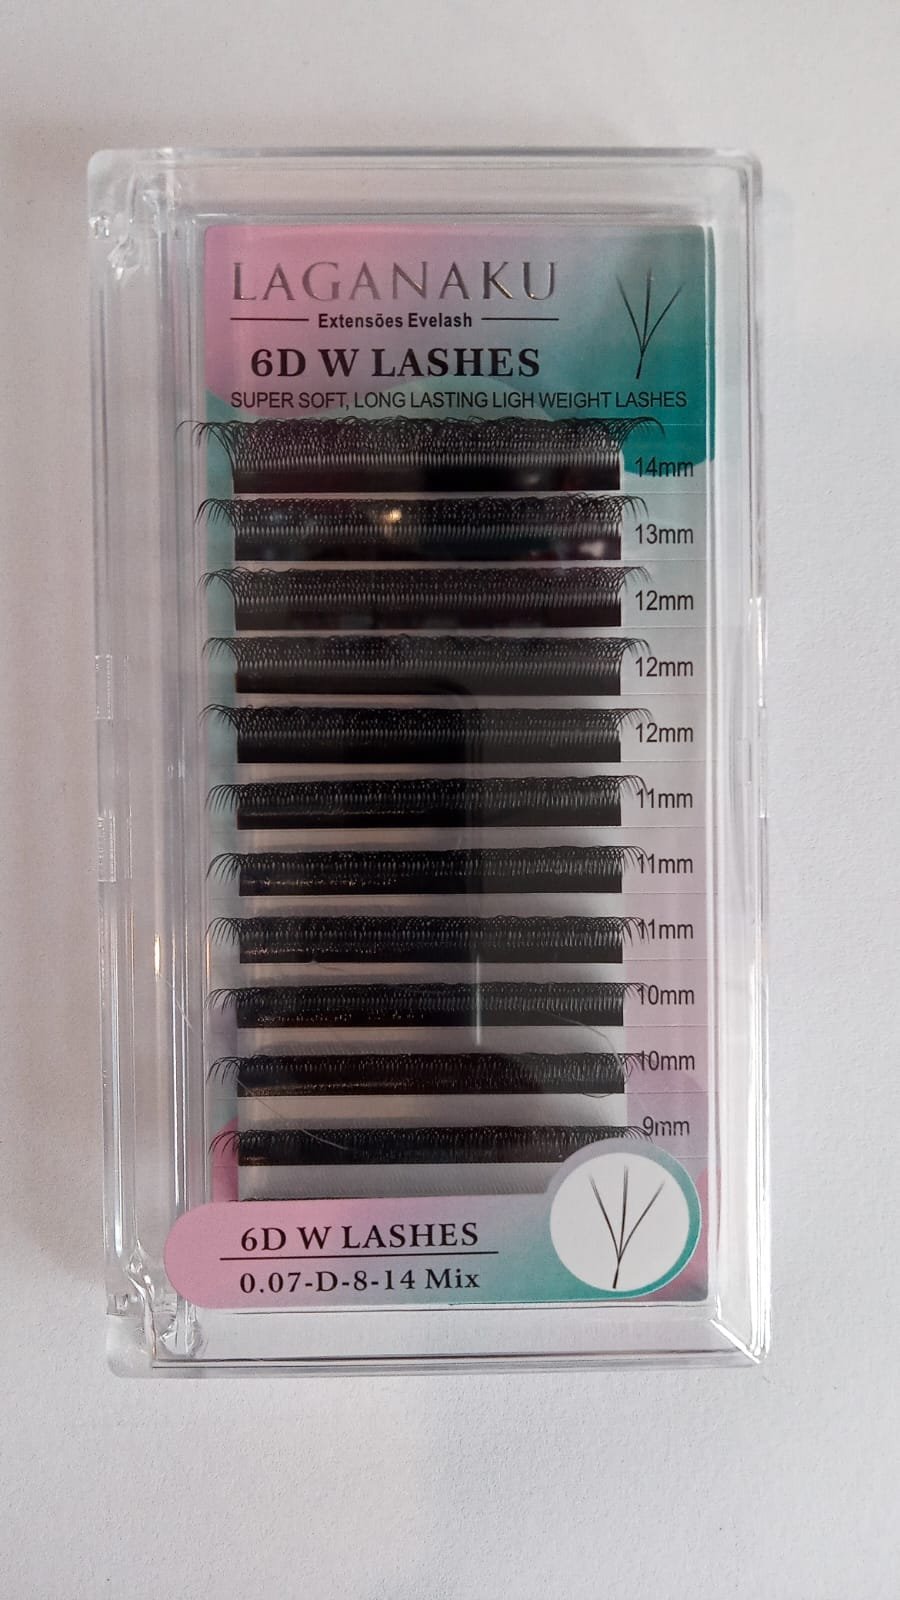 LAGANAKU
Extensões Evelash
6D W LASHES
SUPER SOFT, LONG LASTING LIGH WEIGHT LASHES
14mm
13mm
12mm
12mm
12mm
11mm
11mm
11mm
10mm
10mm
9mm
6D W LASHES
0.07-D-8-14 Mix